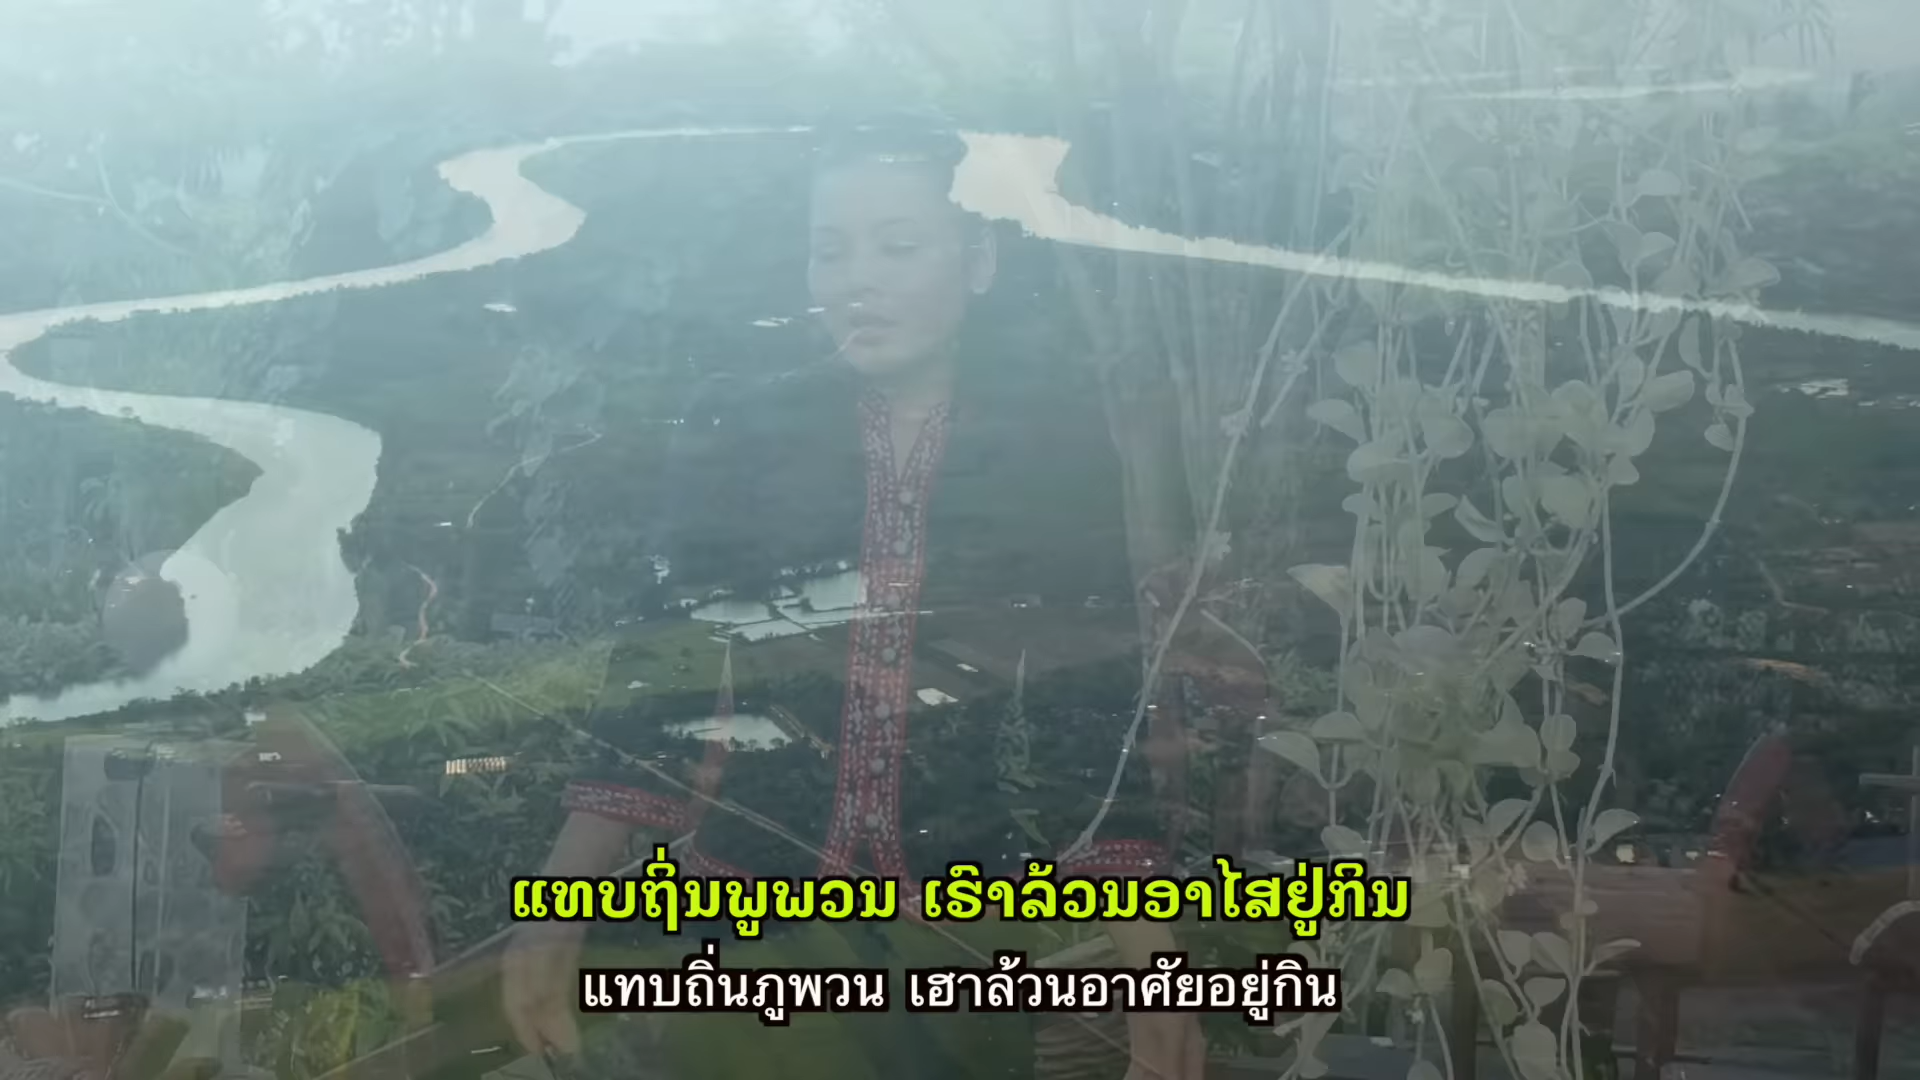 ແທບຖິ່ນພູພວນ ເຮົາລ້ວນອາໄສຢູ່ກິນ
แทบถิ่นภูพวน เฮาล้วนอาศัยอยู่กิน